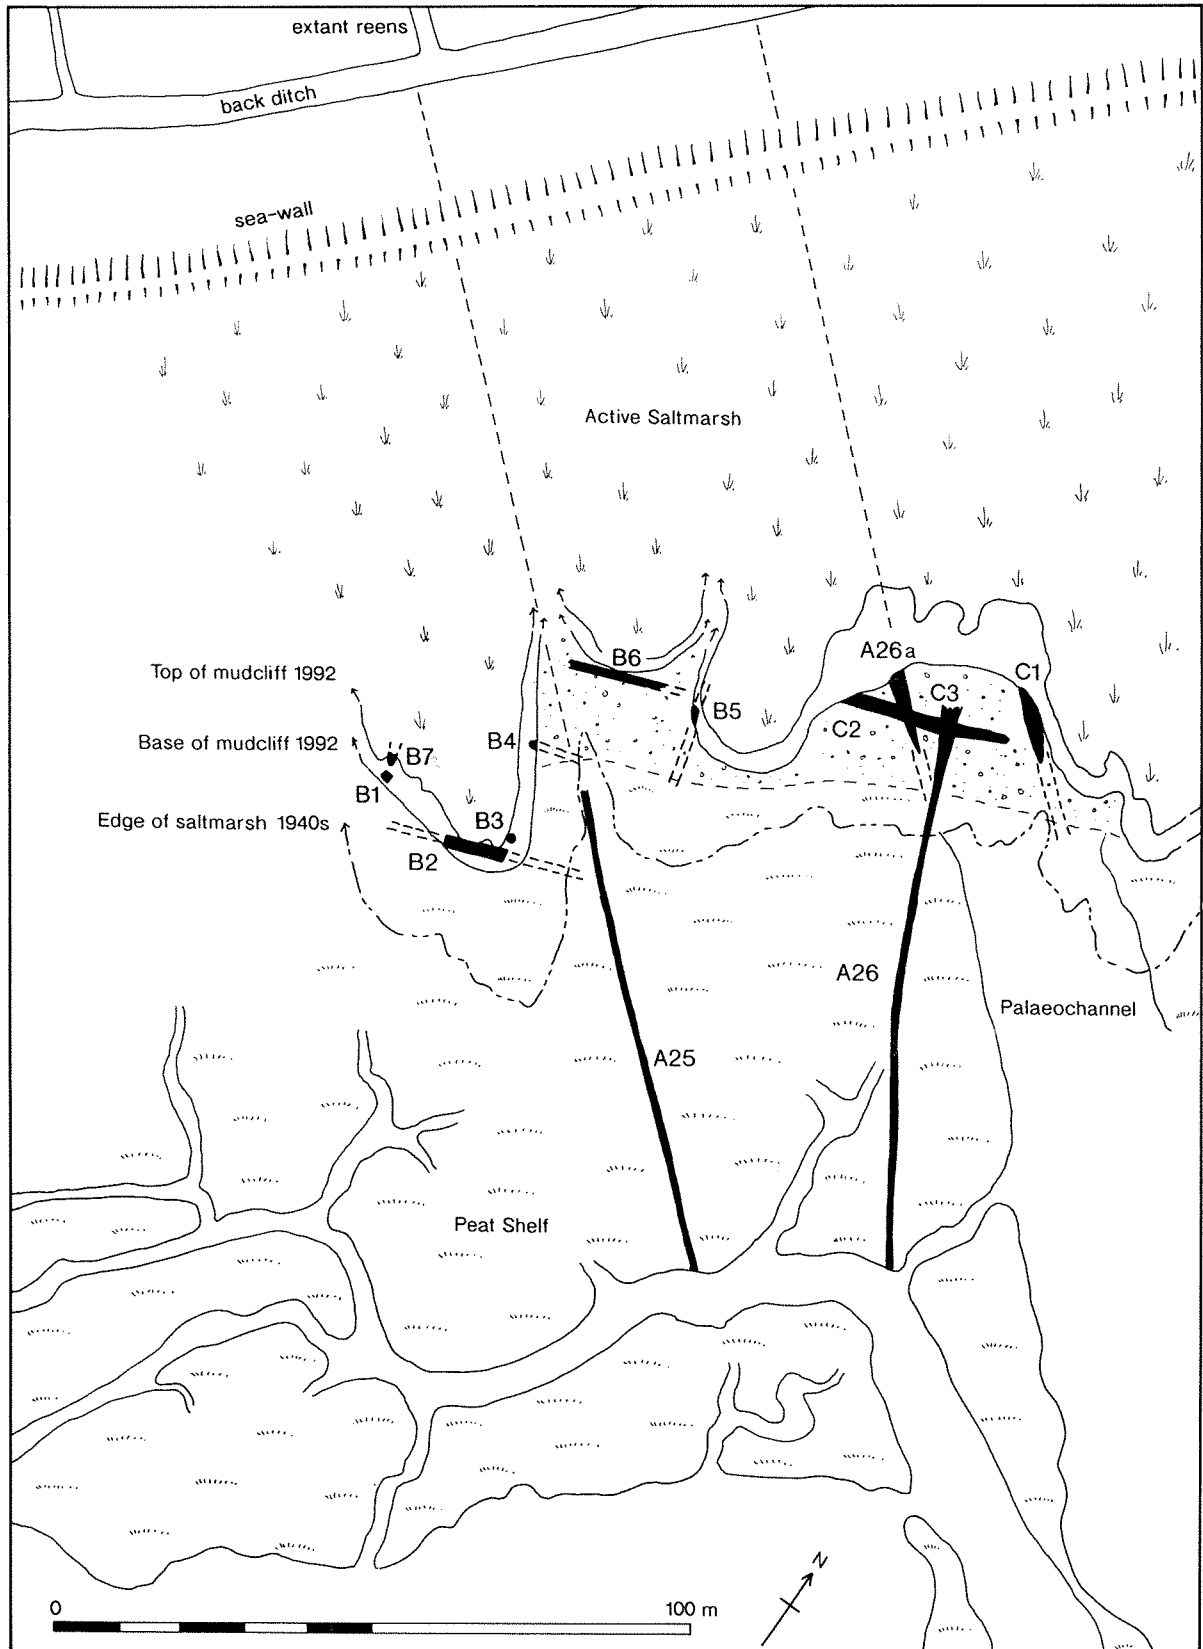 extant reens
back ditch
sea-wall
Active Saltmarsh
B6
A26a
C1
C3
Top of mudcliff 1992
B5
C2
Base of mudcliff 1992
B4
B7
B1
Edge of saltmarsh 1940s
B3
B2
A26
Palaeochannel
A25
Peat Shelf
N
0
100 m